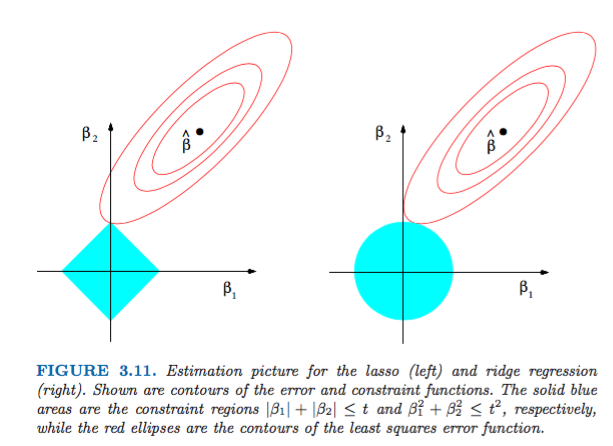 β₂
β̂
β₁
β₂
β̂
β₁
FIGURE 3.11. Estimation picture for the lasso (left) and ridge regression
(right). Shown are contours of the error and constraint functions. The solid blue
areas are the constraint regions |β₁| + |β₂| ≤ t and β₁² + β₂² ≤ t², respectively,
while the red ellipses are the contours of the least squares error function.